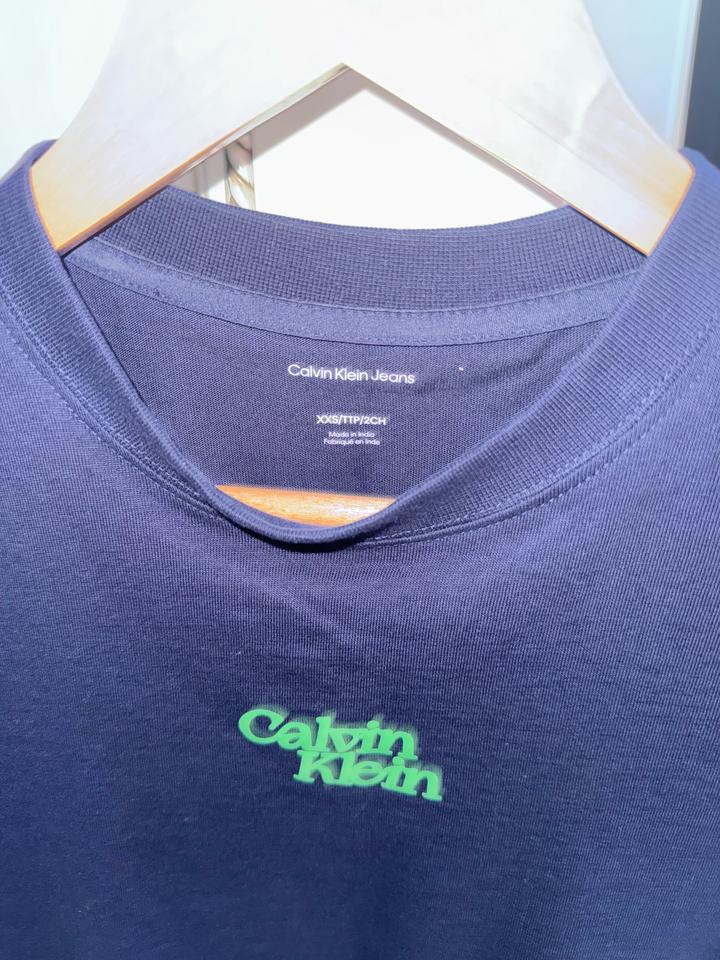 Calvin Klein Jeans
XXS/TTP/2CH
Made in India
Fabriqué en Inde
Calvin
Klein